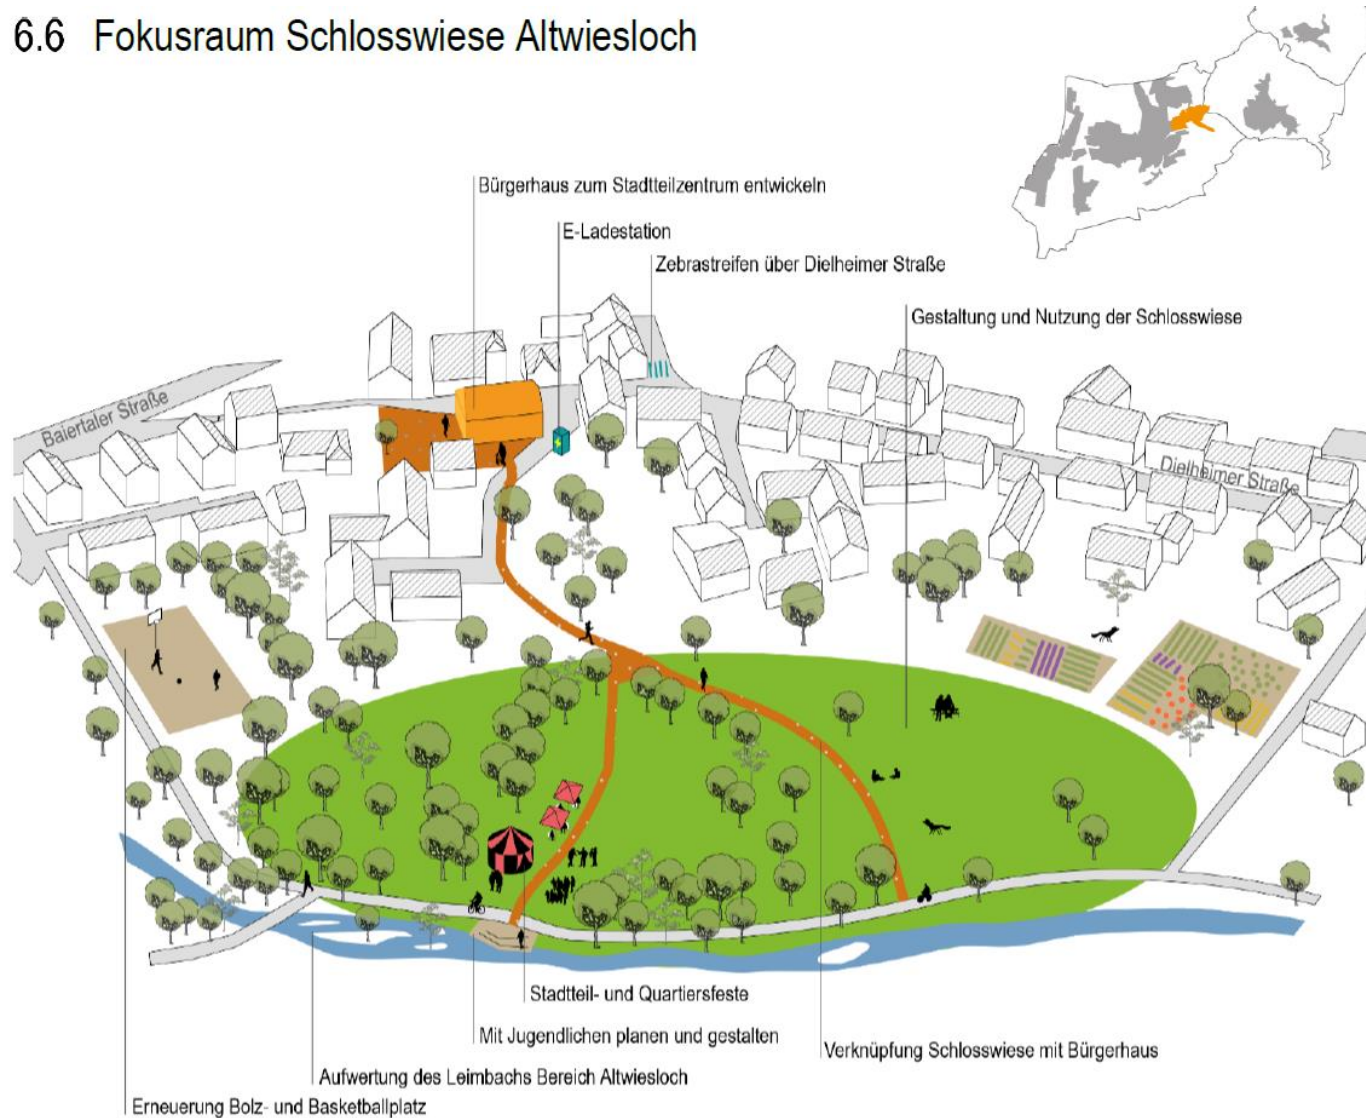 6.6 Fokusraum Schlosswiese Altwiesloch
Bürgerhaus zum Stadtteilzentrum entwickeln
E-Ladestation
Zebrastreifen über Dielheimer Straße
Gestaltung und Nutzung der Schlosswiese
Baiertaler Straße
Dielheimer Straße
Stadtteil- und Quartiersfeste
Mit Jugendlichen planen und gestalten
Verknüpfung Schlosswiese mit Bürgerhaus
Aufwertung des Leimbachs Bereich Altwiesloch
Erneuerung Bolz- und Basketballplatz